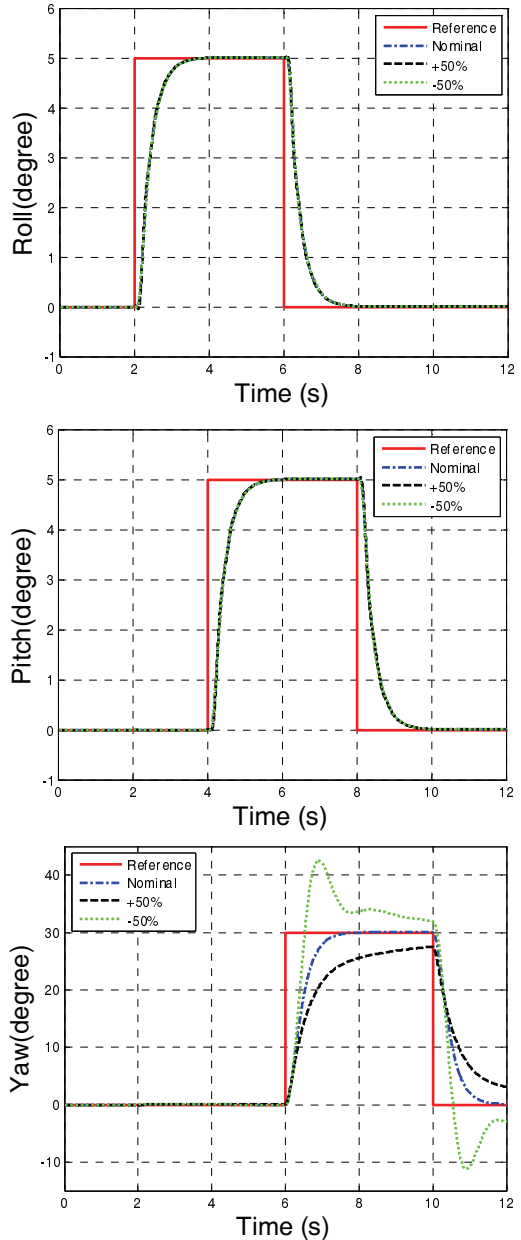 6
5
4
3
2
1
0
-1
Roll(degree)
Reference
Nominal
+50%
-50%
0 2 4 6 8 10 12
Time (s)
6
5
4
3
2
1
0
-1
Pitch(degree)
Reference
Nominal
+50%
-50%
0 2 4 6 8 10 12
Time (s)
40
30
20
10
0
-10
Yaw(degree)
Reference
Nominal
+50%
-50%
0 2 4 6 8 10 12
Time (s)